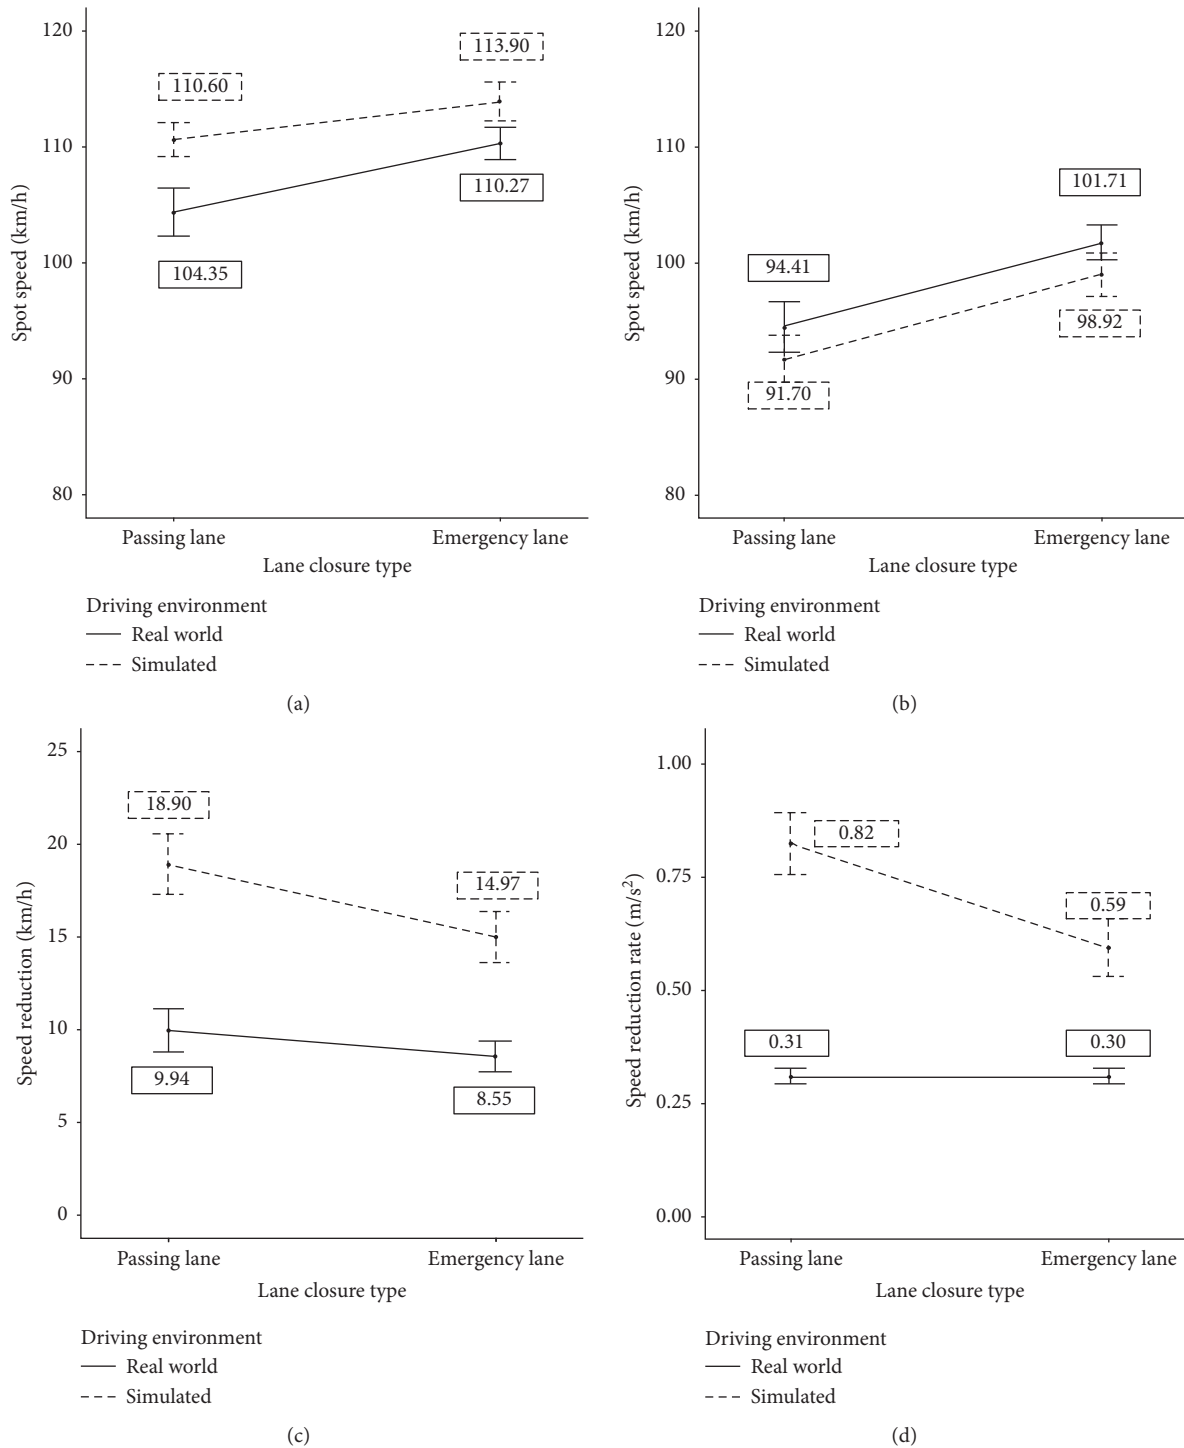 120
110
100
90
80
Spot speed (km/h)
110.60
113.90
104.35
110.27
Passing lane
Emergency lane
Lane closure type
Driving environment
Real world
Simulated
(a)
120
110
100
90
80
Spot speed (km/h)
94.41
101.71
91.70
98.92
Passing lane
Emergency lane
Lane closure type
Driving environment
Real world
Simulated
(b)
25
20
15
10
5
0
Speed reduction (km/h)
18.90
14.97
9.94
8.55
Passing lane
Emergency lane
Lane closure type
Driving environment
Real world
Simulated
(c)
1.00
0.75
0.50
0.25
0.00
Speed reduction rate (m/s²)
0.82
0.59
0.31
0.30
Passing lane
Emergency lane
Lane closure type
Driving environment
Real world
Simulated
(d)